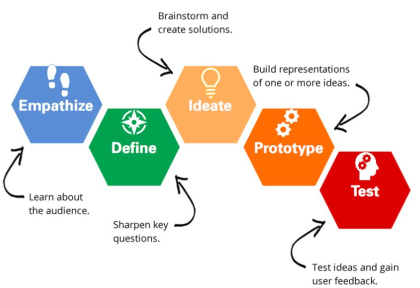 Brainstorm and
create solutions.
Empathize
Ideate
Build representations
of one or more ideas.
Define
Prototype
Test
Learn about
the audience.
Sharpen key
questions.
Test ideas and gain
user feedback.